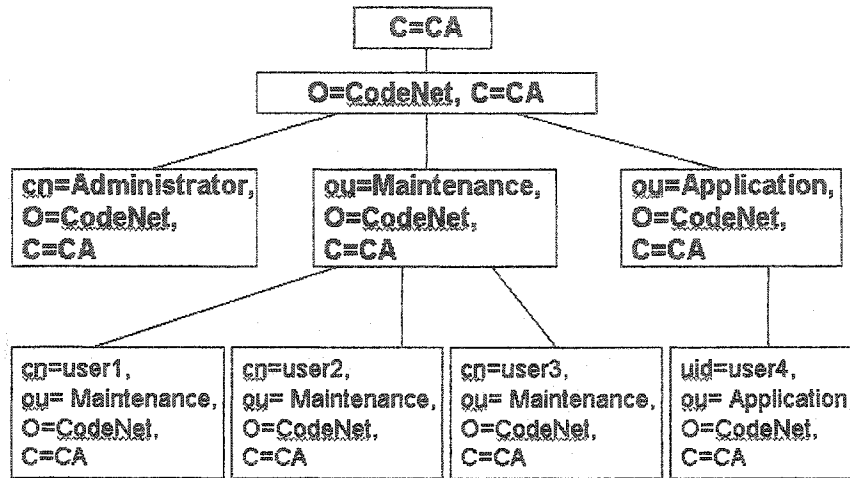 C=CA
O=CodeNet, C=CA
cn=Administrator,
O=CodeNet,
C=CA
ou=Maintenance,
O=CodeNet,
C=CA
ou=Application,
O=CodeNet,
C=CA
cn=user1,
ou= Maintenance,
O=CodeNet,
C=CA
cn=user2,
ou= Maintenance,
O=CodeNet,
C=CA
cn=user3,
ou= Maintenance,
O=CodeNet,
C=CA
uid=user4,
ou= Application
O=CodeNet,
C=CA